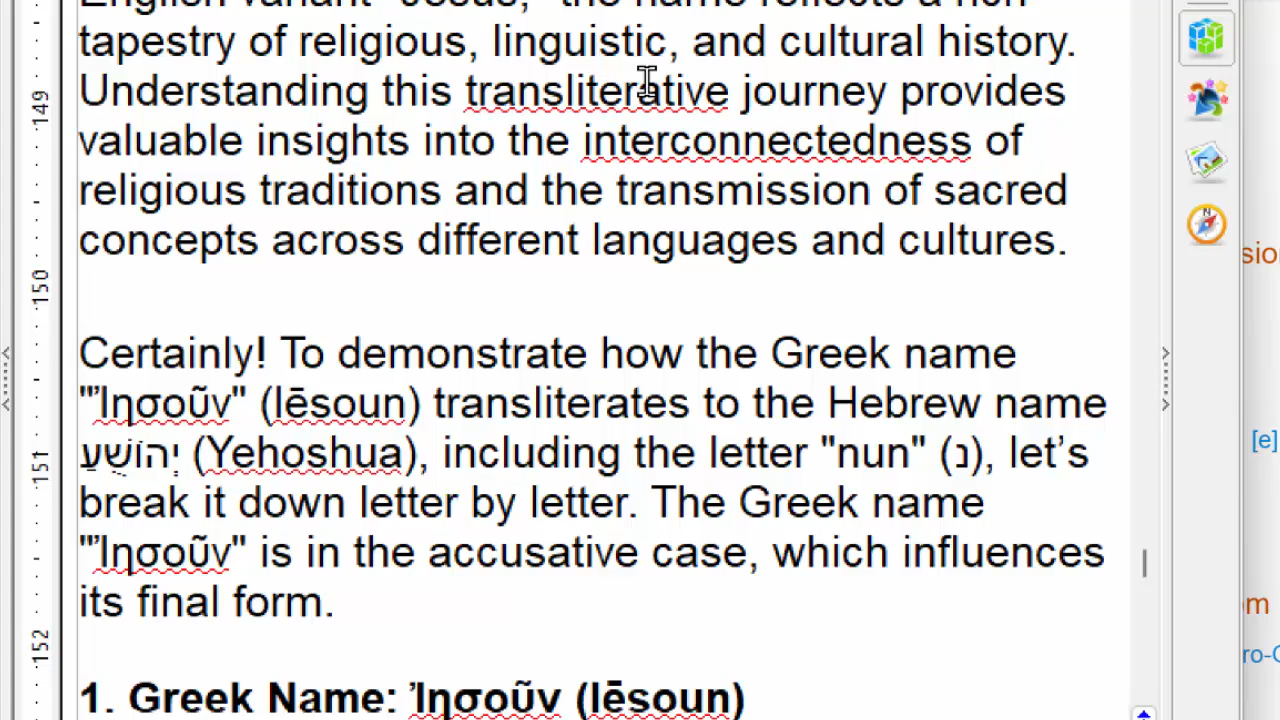 tapestry of religious, linguistic, and cultural history.
Understanding this transliterative journey provides
valuable insights into the interconnectedness of
religious traditions and the transmission of sacred
concepts across different languages and cultures.
Certainly! To demonstrate how the Greek name
"Ἰησοῦν" (Iēsoun) transliterates to the Hebrew name
יְהוֹשֻׁעַ (Yehoshua), including the letter "nun" (נ), let’s
break it down letter by letter. The Greek name
"Ἰησοῦν" is in the accusative case, which influences
its final form.
1. Greek Name: Ἰησοῦν (Iēsoun)
149
150
151
152
N
[e]